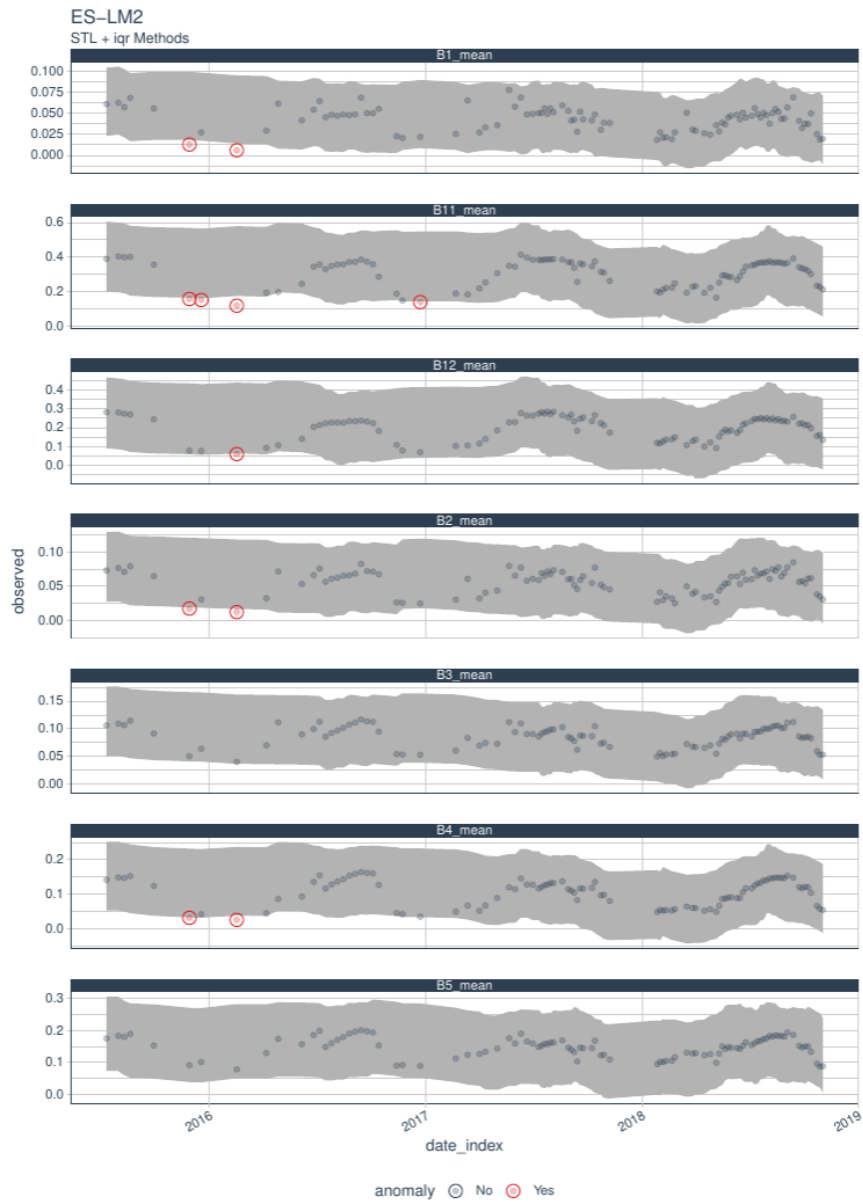 ES-LM2
STL + iqr Methods
B1_mean
0.100
0.075
0.050
0.025
0.000
B11_mean
0.6
0.4
0.2
0.0
B12_mean
0.4
0.3
0.2
0.1
0.0
B2_mean
0.10
0.05
0.00
observed
B3_mean
0.15
0.10
0.05
0.00
B4_mean
0.2
0.1
0.0
B5_mean
0.3
0.2
0.1
0.0
2016 2017 2018 2019
date_index
anomaly No Yes